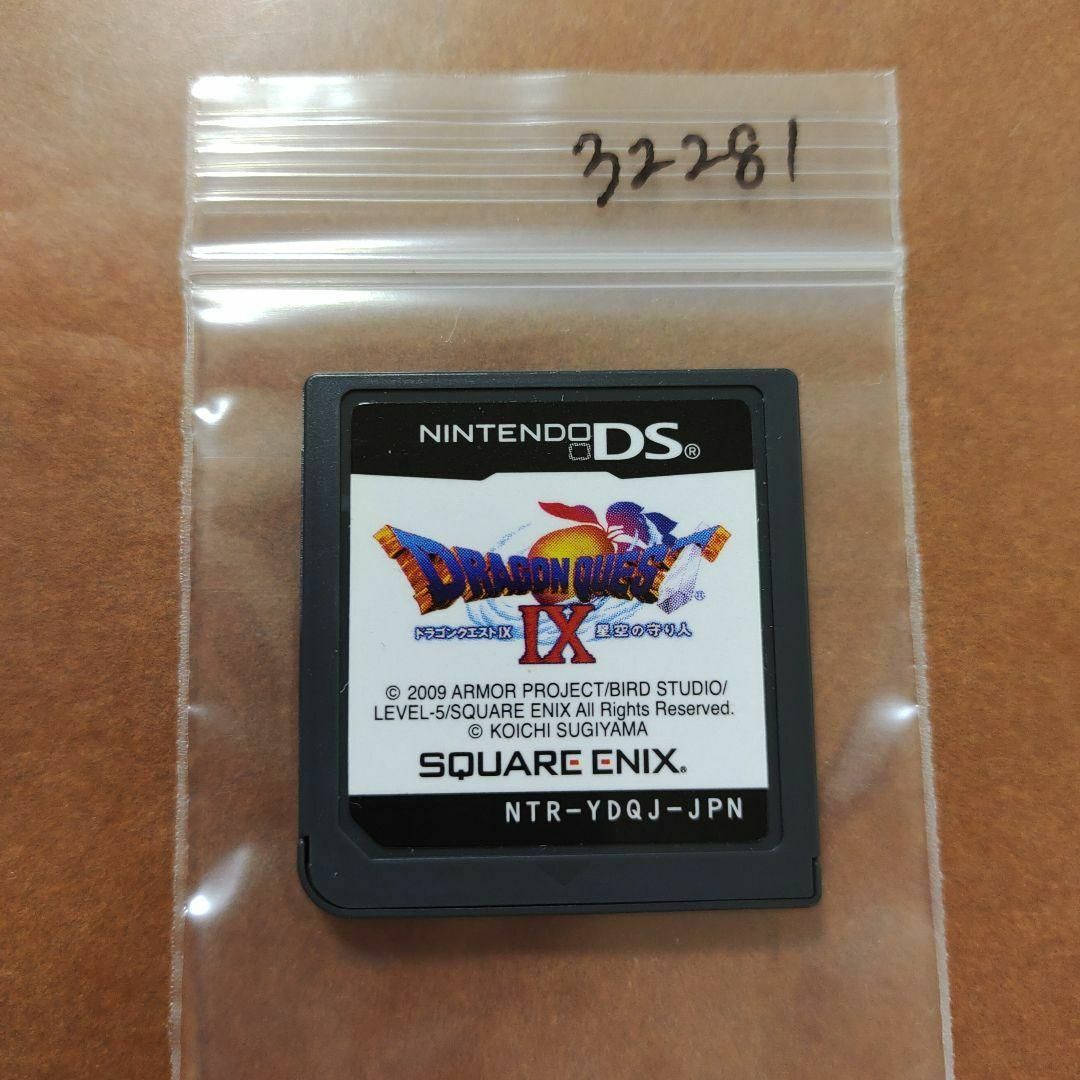 32281
NINTENDO DS®
DRAGON QUEST®
ドラゴンクエストIX IX 星空の守り人
© 2009 ARMOR PROJECT/BIRD STUDIO/
LEVEL-5/SQUARE ENIX All Rights Reserved.
© KOICHI SUGIYAMA
SQUARE ENIX®
NTR-YDQJ-JPN